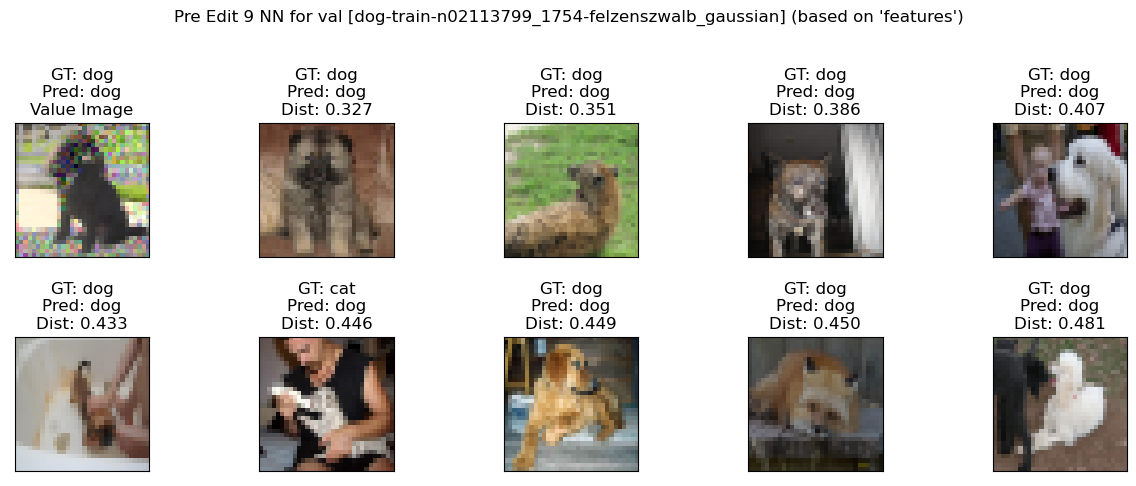 Pre Edit 9 NN for val [dog-train-n02113799_1754-felzenszwalb_gaussian] (based on 'features')
GT: dog
Pred: dog
Value Image
GT: dog
Pred: dog
Dist: 0.327
GT: dog
Pred: dog
Dist: 0.351
GT: dog
Pred: dog
Dist: 0.386
GT: dog
Pred: dog
Dist: 0.407
GT: dog
Pred: dog
Dist: 0.433
GT: cat
Pred: dog
Dist: 0.446
GT: dog
Pred: dog
Dist: 0.449
GT: dog
Pred: dog
Dist: 0.450
GT: dog
Pred: dog
Dist: 0.481